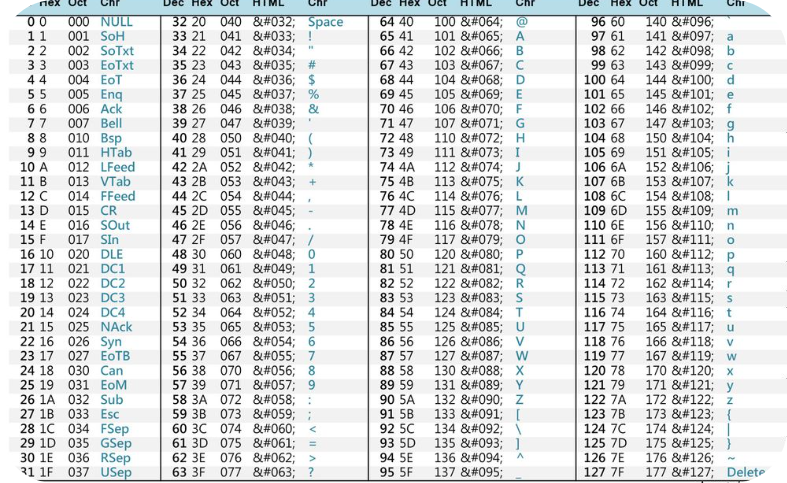 Hex Oct Chr Dec Hex Oct HTML Chr Dec Hex Oct HTML Chr Dec Hex Oct HTML Chr
0 0 000 NULL 32 20 040 &#032; Space 64 40 100 &#064; @ 96 60 140 &#096; `
1 1 001 SoH 33 21 041 &#033; ! 65 41 101 &#065; A 97 61 141 &#097; a
2 2 002 SoTxt 34 22 042 &#034; " 66 42 102 &#066; B 98 62 142 &#098; b
3 3 003 EoTxt 35 23 043 &#035; # 67 43 103 &#067; C 99 63 143 &#099; c
4 4 004 EoT 36 24 044 &#036; $ 68 44 104 &#068; D 100 64 144 &#100; d
5 5 005 Enq 37 25 045 &#037; % 69 45 105 &#069; E 101 65 145 &#101; e
6 6 006 Ack 38 26 046 &#038; & 70 46 106 &#070; F 102 66 146 &#102; f
7 7 007 Bell 39 27 047 &#039; ' 71 47 107 &#071; G 103 67 147 &#103; g
8 8 010 Bsp 40 28 050 &#040; ( 72 48 110 &#072; H 104 68 150 &#104; h
9 9 011 HTab 41 29 051 &#041; ) 73 49 111 &#073; I 105 69 151 &#105; i
10 A 012 LFeed 42 2A 052 &#042; * 74 4A 112 &#074; J 106 6A 152 &#106; j
11 B 013 VTab 43 2B 053 &#043; + 75 4B 113 &#075; K 107 6B 153 &#107; k
12 C 014 FFeed 44 2C 054 &#044; , 76 4C 114 &#076; L 108 6C 154 &#108; l
13 D 015 CR 45 2D 055 &#045; - 77 4D 115 &#077; M 109 6D 155 &#109; m
14 E 016 SOut 46 2E 056 &#046; . 78 4E 116 &#078; N 110 6E 156 &#110; n
15 F 017 SIn 47 2F 057 &#047; / 79 4F 117 &#079; O 111 6F 157 &#111; o
16 10 020 DLE 48 30 060 &#048; 0 80 50 120 &#080; P 112 70 160 &#112; p
17 11 021 DC1 49 31 061 &#049; 1 81 51 121 &#081; Q 113 71 161 &#113; q
18 12 022 DC2 50 32 062 &#050; 2 82 52 122 &#082; R 114 72 162 &#114; r
19 13 023 DC3 51 33 063 &#051; 3 83 53 123 &#083; S 115 73 163 &#115; s
20 14 024 DC4 52 34 064 &#052; 4 84 54 124 &#084; T 116 74 164 &#116; t
21 15 025 NAck 53 35 065 &#053; 5 85 55 125 &#085; U 117 75 165 &#117; u
22 16 026 Syn 54 36 066 &#054; 6 86 56 126 &#086; V 118 76 166 &#118; v
23 17 027 EoTB 55 37 067 &#055; 7 87 57 127 &#087; W 119 77 167 &#119; w
24 18 030 Can 56 38 070 &#056; 8 88 58 130 &#088; X 120 78 170 &#120; x
25 19 031 EoM 57 39 071 &#057; 9 89 59 131 &#089; Y 121 79 171 &#121; y
26 1A 032 Sub 58 3A 072 &#058; : 90 5A 132 &#090; Z 122 7A 172 &#122; z
27 1B 033 Esc 59 3B 073 &#059; ; 91 5B 133 &#091; [ 123 7B 173 &#123; {
28 1C 034 FSep 60 3C 074 &#060; < 92 5C 134 &#092; \ 124 7C 174 &#124; |
29 1D 035 GSep 61 3D 075 &#061; = 93 5D 135 &#093; ] 125 7D 175 &#125; }
30 1E 036 RSep 62 3E 076 &#062; > 94 5E 136 &#094; ^ 126 7E 176 &#126; ~
31 1F 037 USep 63 3F 077 &#063; ? 95 5F 137 &#095; _ 127 7F 177 &#127; Delete